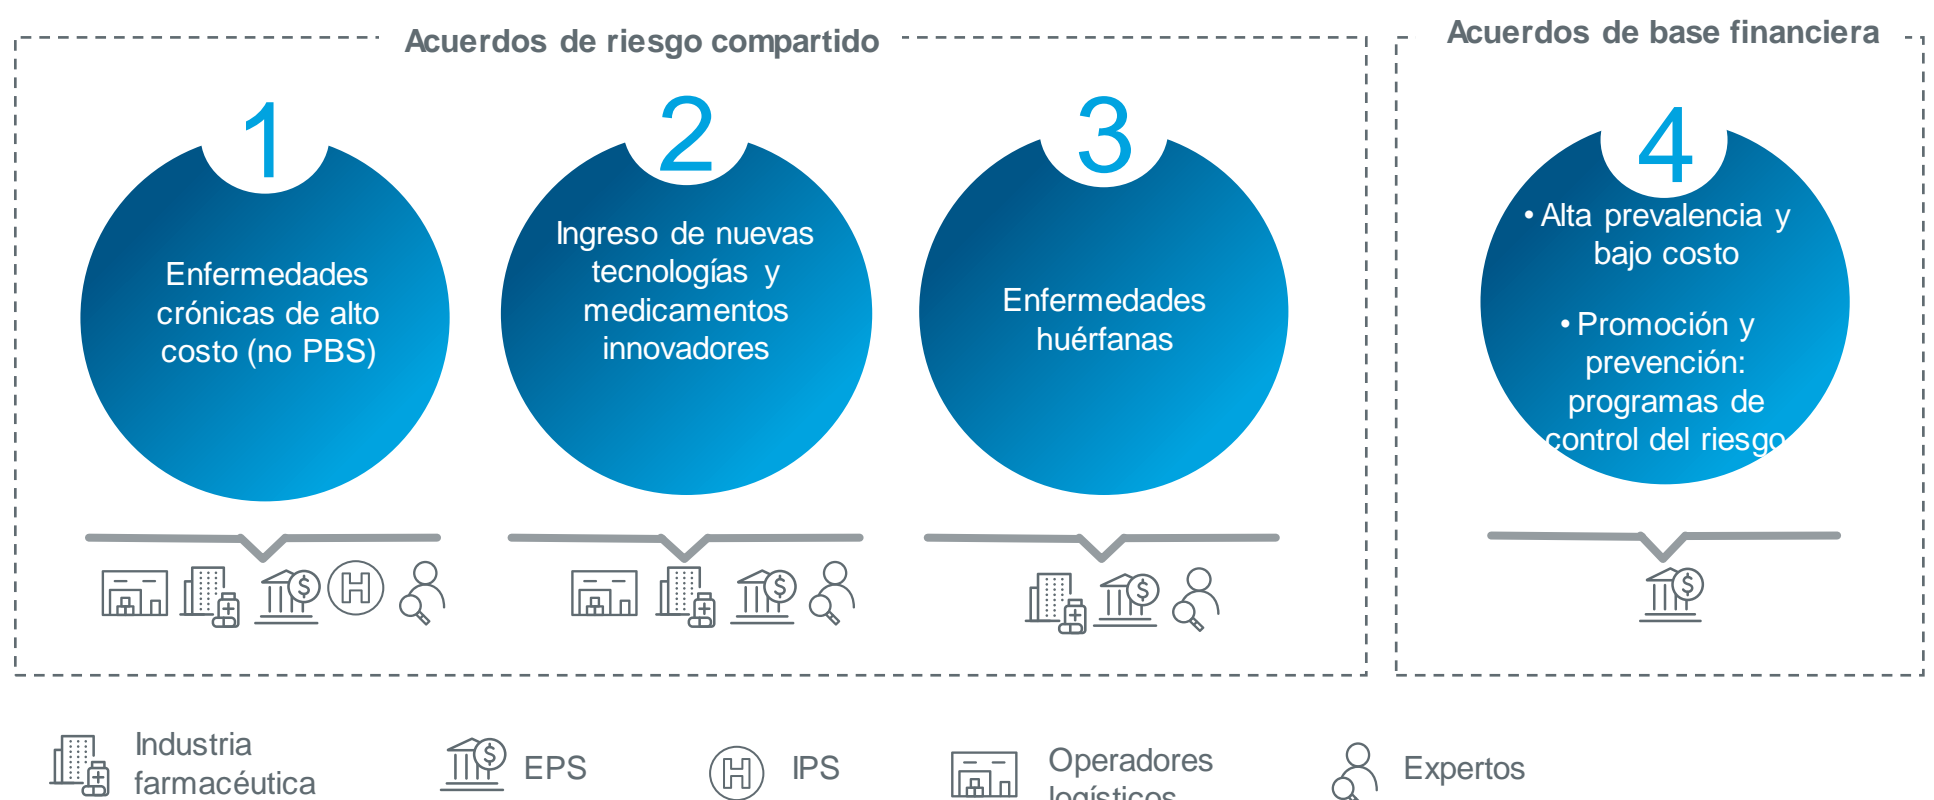 Acuerdos de riesgo compartido
1
Enfermedades
crónicas de alto
costo (no PBS)
2
Ingreso de nuevas
tecnologías y
medicamentos
innovadores
3
Enfermedades
huérfanas
Acuerdos de base financiera
4
• Alta prevalencia y
bajo costo
• Promoción y
prevención:
programas de
control del riesgo
Industria
farmacéutica
EPS
IPS
Operadores
logísticos
Expertos